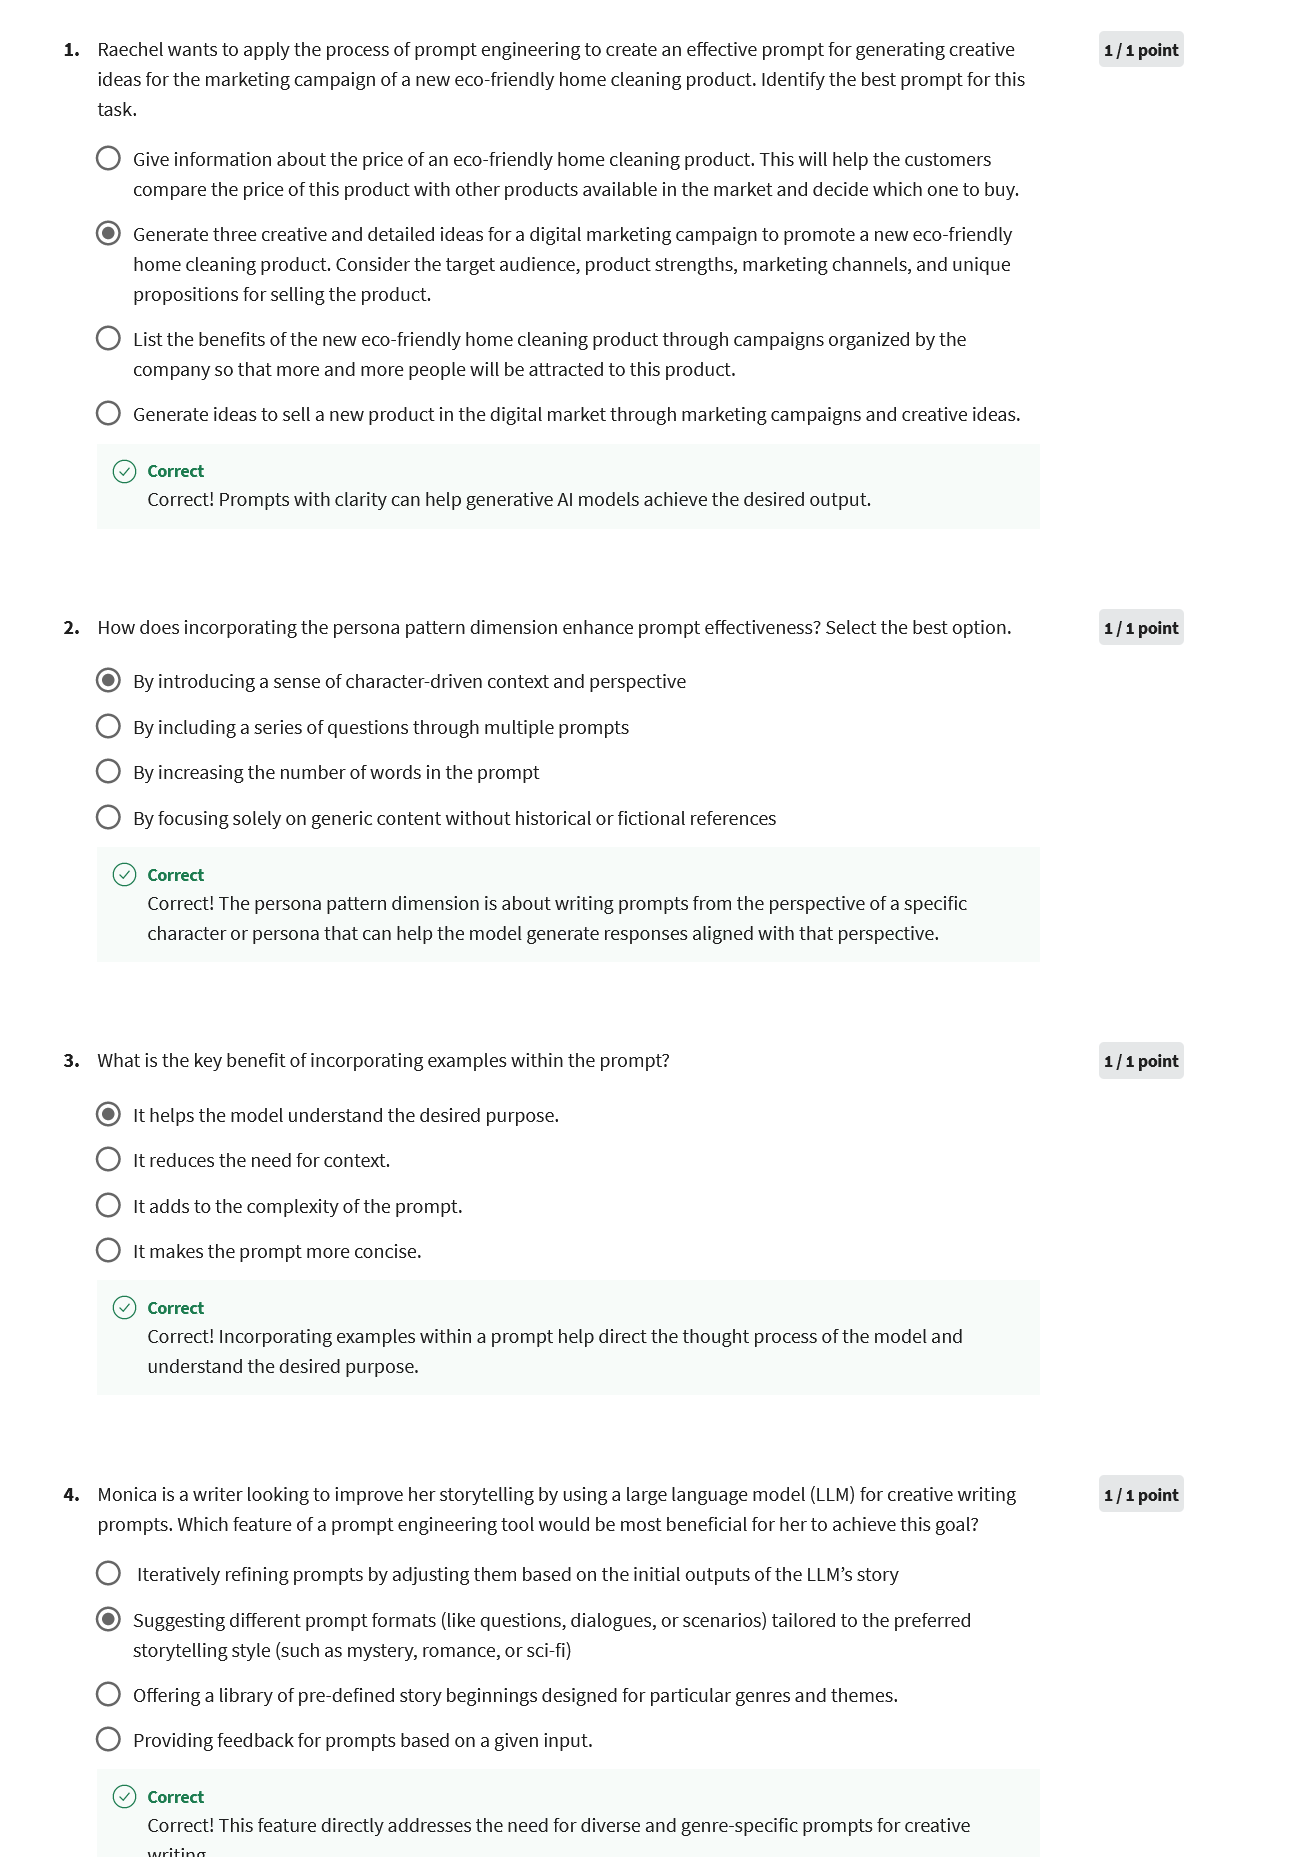 1. Raechel wants to apply the process of prompt engineering to create an effective prompt for generating creative
1 / 1 point
ideas for the marketing campaign of a new eco-friendly home cleaning product. Identify the best prompt for this
task.
Give information about the price of an eco-friendly home cleaning product. This will help the customers
compare the price of this product with other products available in the market and decide which one to buy.
Generate three creative and detailed ideas for a digital marketing campaign to promote a new eco-friendly
home cleaning product. Consider the target audience, product strengths, marketing channels, and unique
propositions for selling the product.
List the benefits of the new eco-friendly home cleaning product through campaigns organized by the
company so that more and more people will be attracted to this product.
Generate ideas to sell a new product in the digital market through marketing campaigns and creative ideas.
Correct
Correct! Prompts with clarity can help generative AI models achieve the desired output.
2. How does incorporating the persona pattern dimension enhance prompt effectiveness? Select the best option.
1 / 1 point
By introducing a sense of character-driven context and perspective
By including a series of questions through multiple prompts
By increasing the number of words in the prompt
By focusing solely on generic content without historical or fictional references
Correct
Correct! The persona pattern dimension is about writing prompts from the perspective of a specific
character or persona that can help the model generate responses aligned with that perspective.
3. What is the key benefit of incorporating examples within the prompt?
1 / 1 point
It helps the model understand the desired purpose.
It reduces the need for context.
It adds to the complexity of the prompt.
It makes the prompt more concise.
Correct
Correct! Incorporating examples within a prompt help direct the thought process of the model and
understand the desired purpose.
4. Monica is a writer looking to improve her storytelling by using a large language model (LLM) for creative writing
1 / 1 point
prompts. Which feature of a prompt engineering tool would be most beneficial for her to achieve this goal?
Iteratively refining prompts by adjusting them based on the initial outputs of the LLM’s story
Suggesting different prompt formats (like questions, dialogues, or scenarios) tailored to the preferred
storytelling style (such as mystery, romance, or sci-fi)
Offering a library of pre-defined story beginnings designed for particular genres and themes.
Providing feedback for prompts based on a given input.
Correct
Correct! This feature directly addresses the need for diverse and genre-specific prompts for creative
writing.